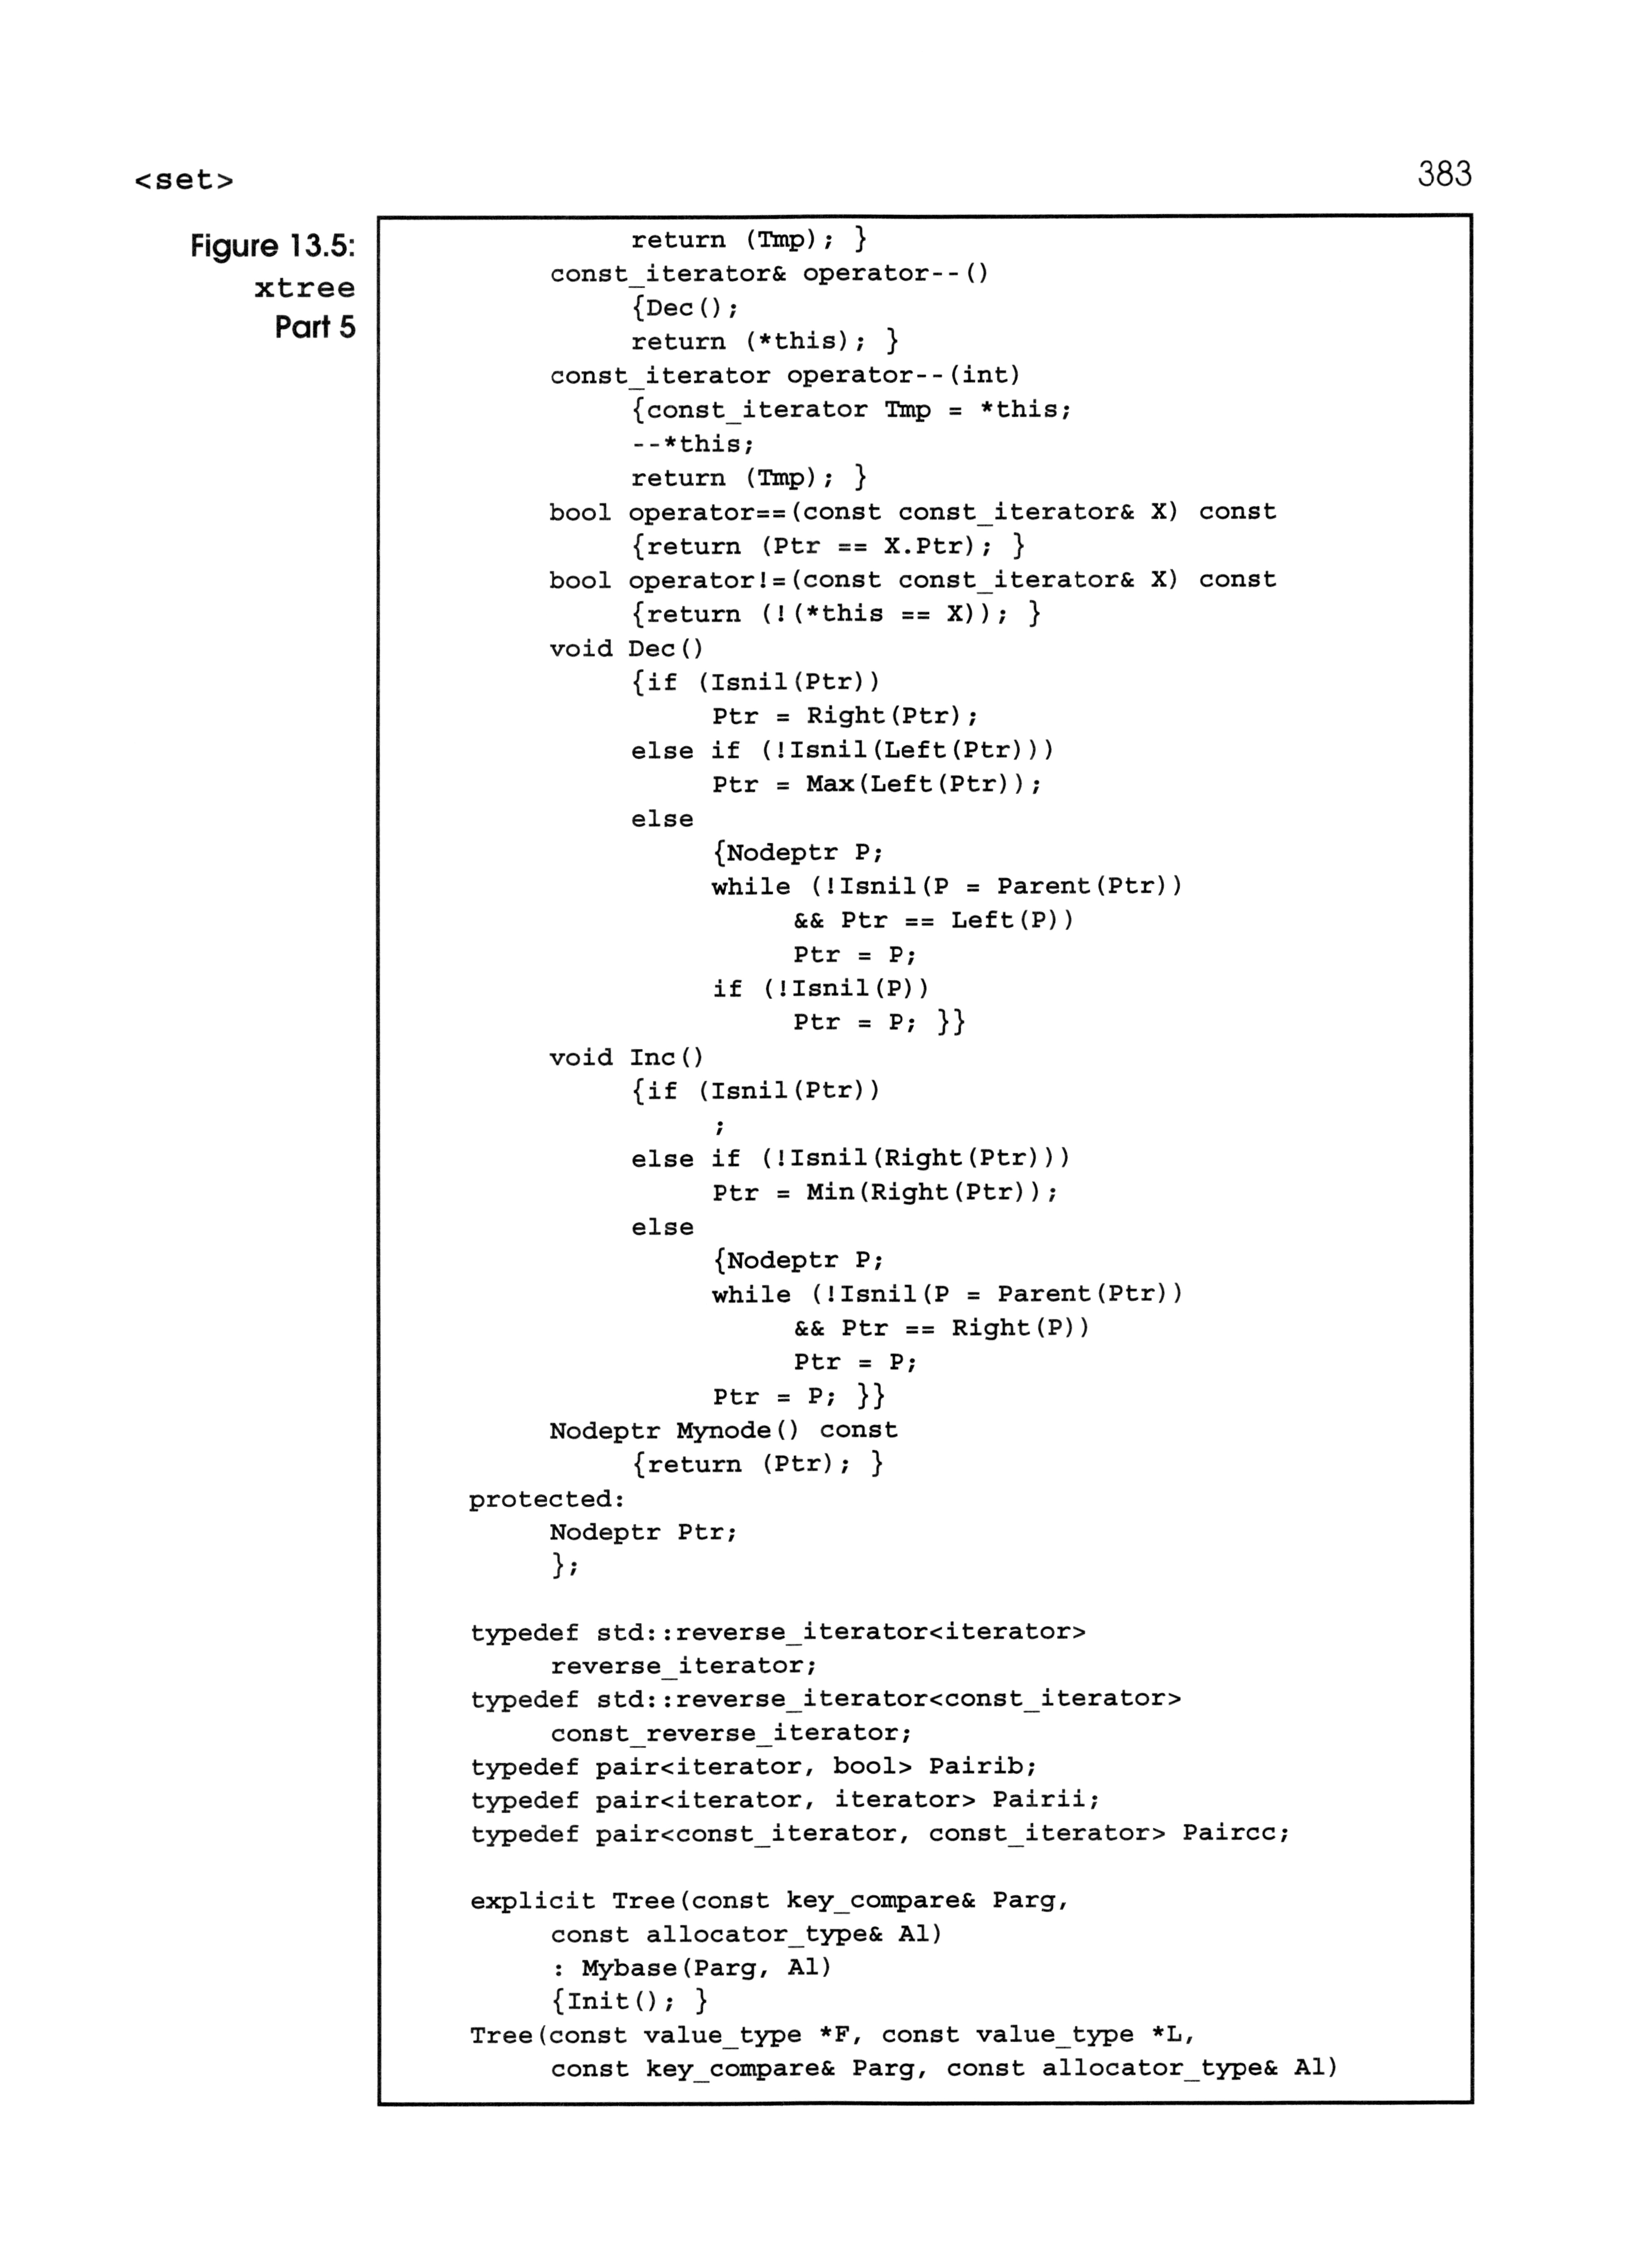 <set>
383
Figure 13.5:
xtree
Part 5
return (Tmp); }
const_iterator& operator--()
{Dec();
return (*this); }
const_iterator operator--(int)
{const_iterator Tmp = *this;
--*this;
return (Tmp); }
bool operator==(const const_iterator& X) const
{return (Ptr == X.Ptr); }
bool operator!=(const const_iterator& X) const
{return (!(*this == X)); }
void Dec()
{if (Isnil(Ptr))
Ptr = Right(Ptr);
else if (!Isnil(Left(Ptr)))
Ptr = Max(Left(Ptr));
else
{Nodeptr P;
while (!Isnil(P = Parent(Ptr))
&& Ptr == Left(P))
Ptr = P;
if (!Isnil(P))
Ptr = P; }}
void Inc()
{if (Isnil(Ptr))
;
else if (!Isnil(Right(Ptr)))
Ptr = Min(Right(Ptr));
else
{Nodeptr P;
while (!Isnil(P = Parent(Ptr))
&& Ptr == Right(P))
Ptr = P;
Ptr = P; }}
Nodeptr Mynode() const
{return (Ptr); }
protected:
Nodeptr Ptr;
};
typedef std::reverse_iterator<iterator>
reverse_iterator;
typedef std::reverse_iterator<const_iterator>
const_reverse_iterator;
typedef pair<iterator, bool> Pairib;
typedef pair<iterator, iterator> Pairii;
typedef pair<const_iterator, const_iterator> Paircc;
explicit Tree(const key_compare& Parg,
const allocator_type& Al)
: Mybase(Parg, Al)
{Init(); }
Tree(const value_type *F, const value_type *L,
const key_compare& Parg, const allocator_type& Al)